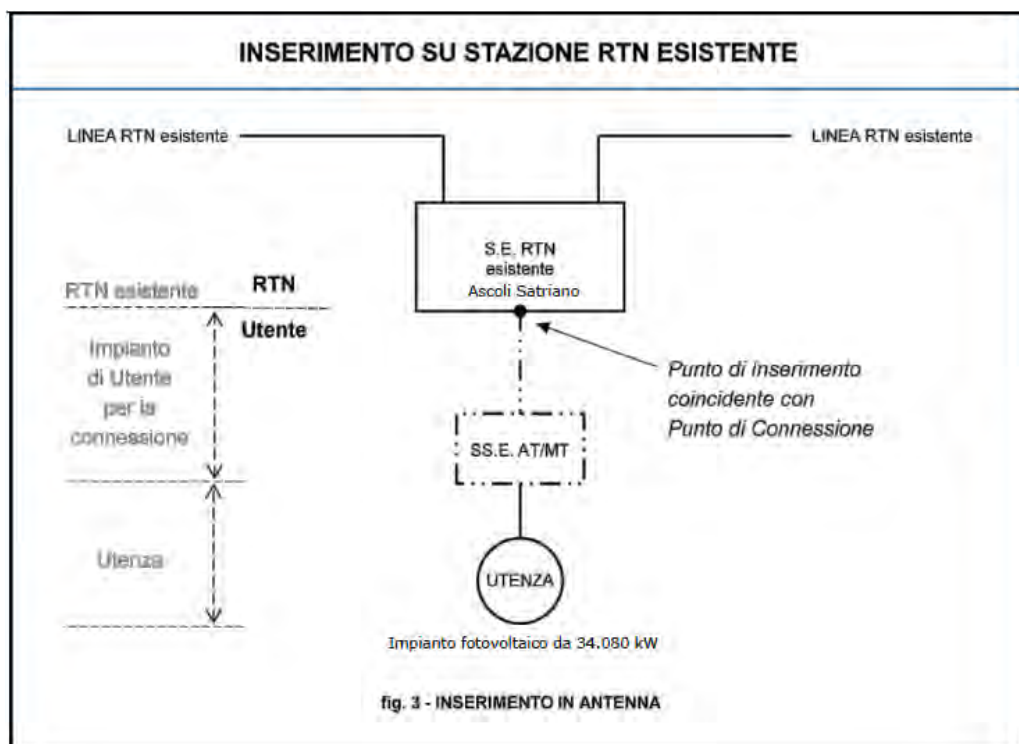 INSERIMENTO SU STAZIONE RTN ESISTENTE
LINEA RTN esistente
LINEA RTN esistente
S.E. RTN
esistente
Ascoli Satriano
RTN esistente
RTN
Utente
Impianto
di Utente
per la
connessione
Punto di inserimento
coincidente con
Punto di Connessione
SS.E. AT/MT
Utenza
UTENZA
Impianto fotovoltaico da 34.080 kW
fig. 3 - INSERIMENTO IN ANTENNA